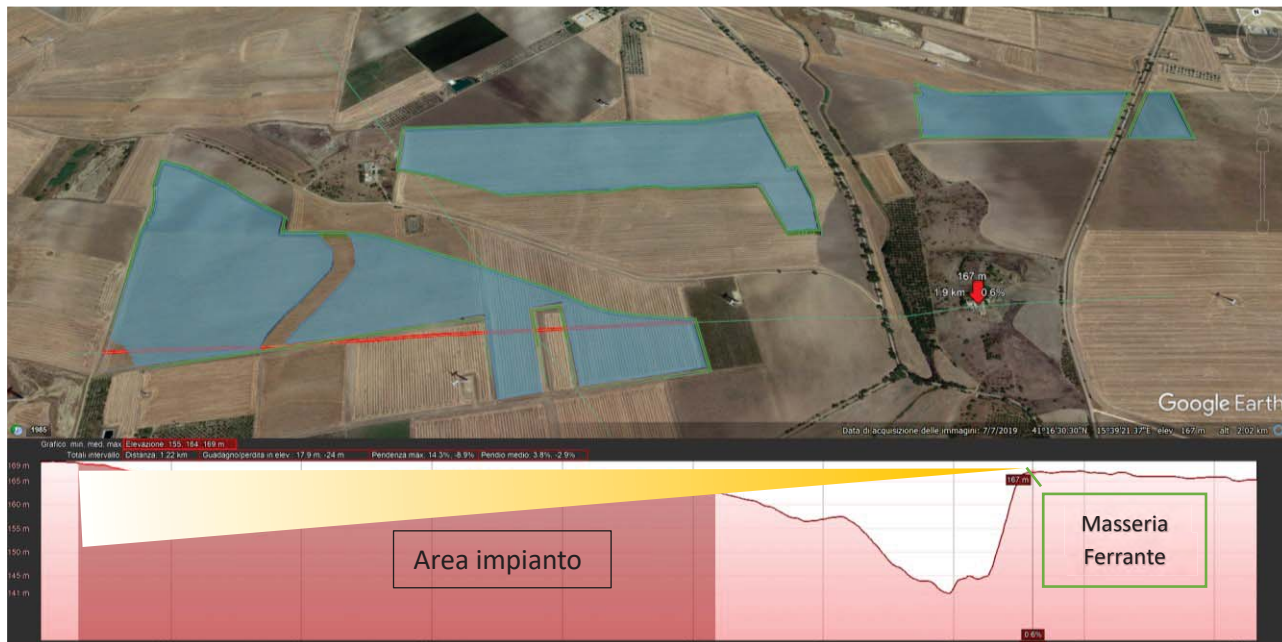 N
167 m
1.9 km 0.6%
Google Earth
1985
Data di acquisizione delle immagini: 7/7/2019 41°16'30.30"N 15°39'21.37"E elev 167 m alt 2.02 km
Grafico: min, med, max Elevazione: 155, 164, 169 m
Totali intervallo: Distanza: 1.22 km Guadagno/perdita in elev: 17.9 m, -24 m Pendenza max: 14.3%, -8.9% Pendio medio: 3.8%, -2.9%
169 m
165 m
160 m
155 m
150 m
145 m
141 m
167 m
Area impianto
Masseria
Ferrante
0.6%